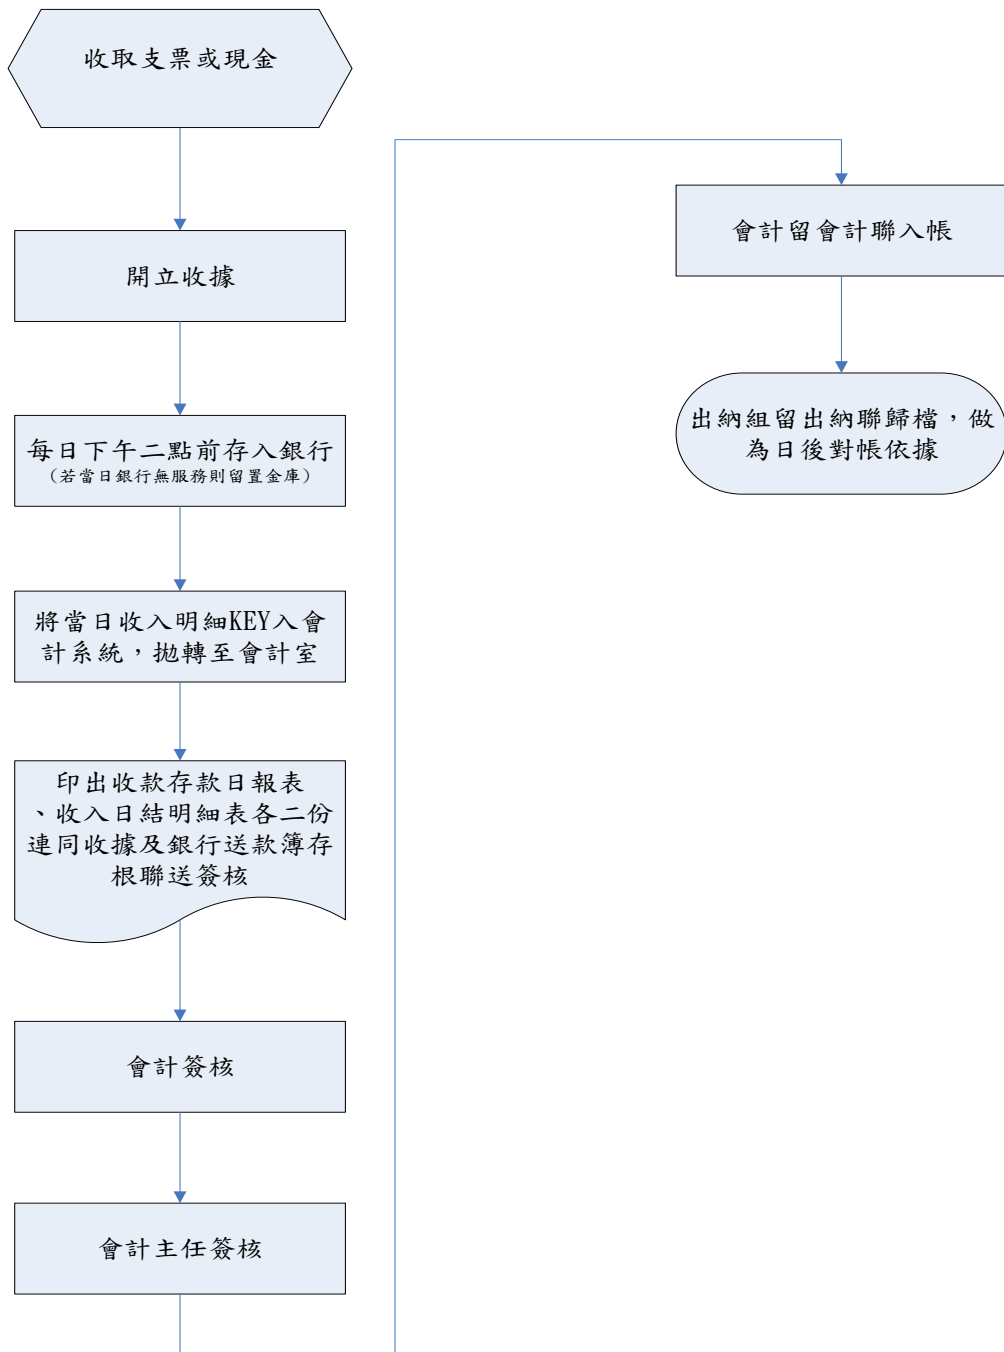 收取支票或現金
開立收據
每日下午二點前存入銀行
（若當日銀行無服務則留置金庫）
將當日收入明細KEY入會
計系統，拋轉至會計室
印出收款存款日報表
、收入日結明細表各二份
連同收據及銀行送款簿存
根聯送簽核
會計簽核
會計主任簽核
會計留會計聯入帳
出納組留出納聯歸檔，做
為日後對帳依據